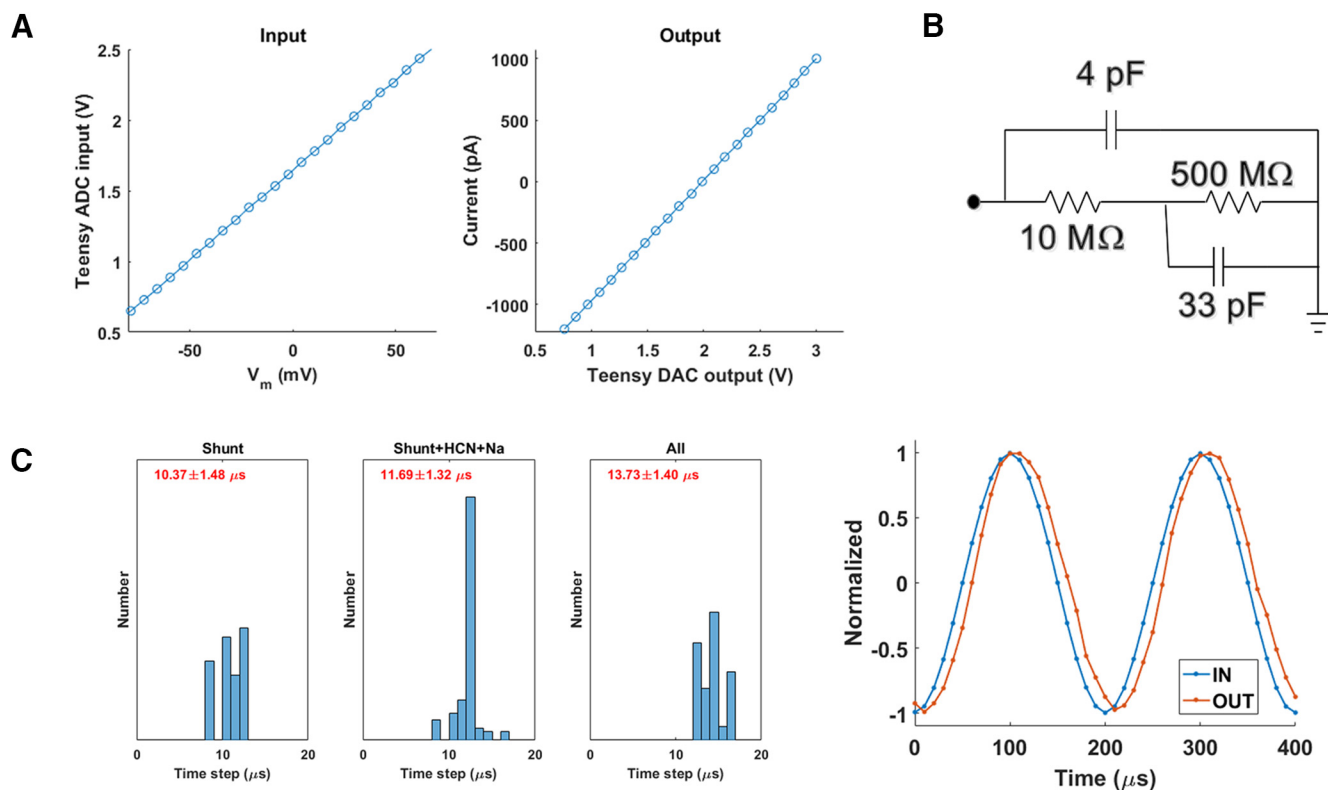 A
Input
Teensy ADC input (V)
2.5
2
1.5
1
0.5
-50
0
50
Vm (mV)
Output
Current (pA)
1000
500
0
-500
-1000
0.5
1
1.5
2
2.5
3
Teensy DAC output (V)
B
4 pF
500 MΩ
10 MΩ
33 pF
C
Shunt
10.37±1.48 μs
Number
0
10
20
Time step (μs)
Shunt+HCN+Na
11.69±1.32 μs
Number
0
10
20
Time step (μs)
All
13.73±1.40 μs
Number
0
10
20
Time step (μs)
Normalized
1
0.5
0
-0.5
-1
IN
OUT
0
100
200
300
400
Time (μs)